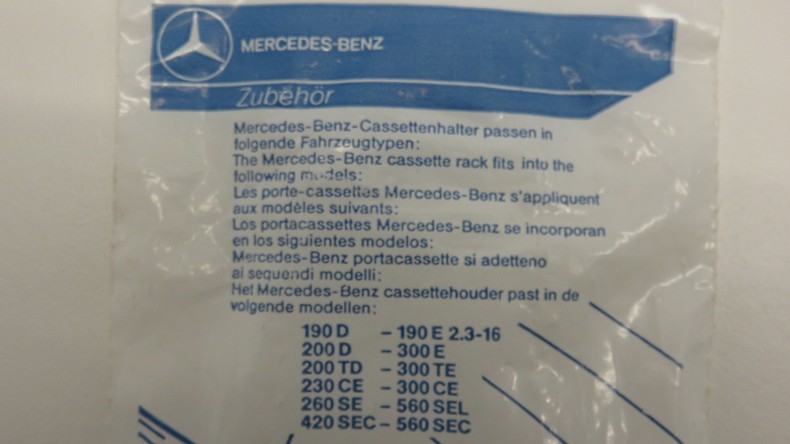 MERCEDES-BENZ
Zubehör
Mercedes-Benz-Cassettenhalter passen in
folgende Fahrzeugtypen:
The Mercedes-Benz cassette rack fits into the
following models:
Les porte-cassettes Mercedes-Benz s'appliquent
aux modèles suivants:
Los portacassettes Mercedes-Benz se incorporan
en los siguientes modelos:
Mercedes-Benz portacassette si adetteno
ai sequendi modelli:
Het Mercedes-Benz cassettehouder past in de
volgende modellen:
190 D – 190 E 2.3-16
200 D – 300 E
200 TD – 300 TE
230 CE – 300 CE
260 SE – 560 SEL
420 SEC – 560 SEC